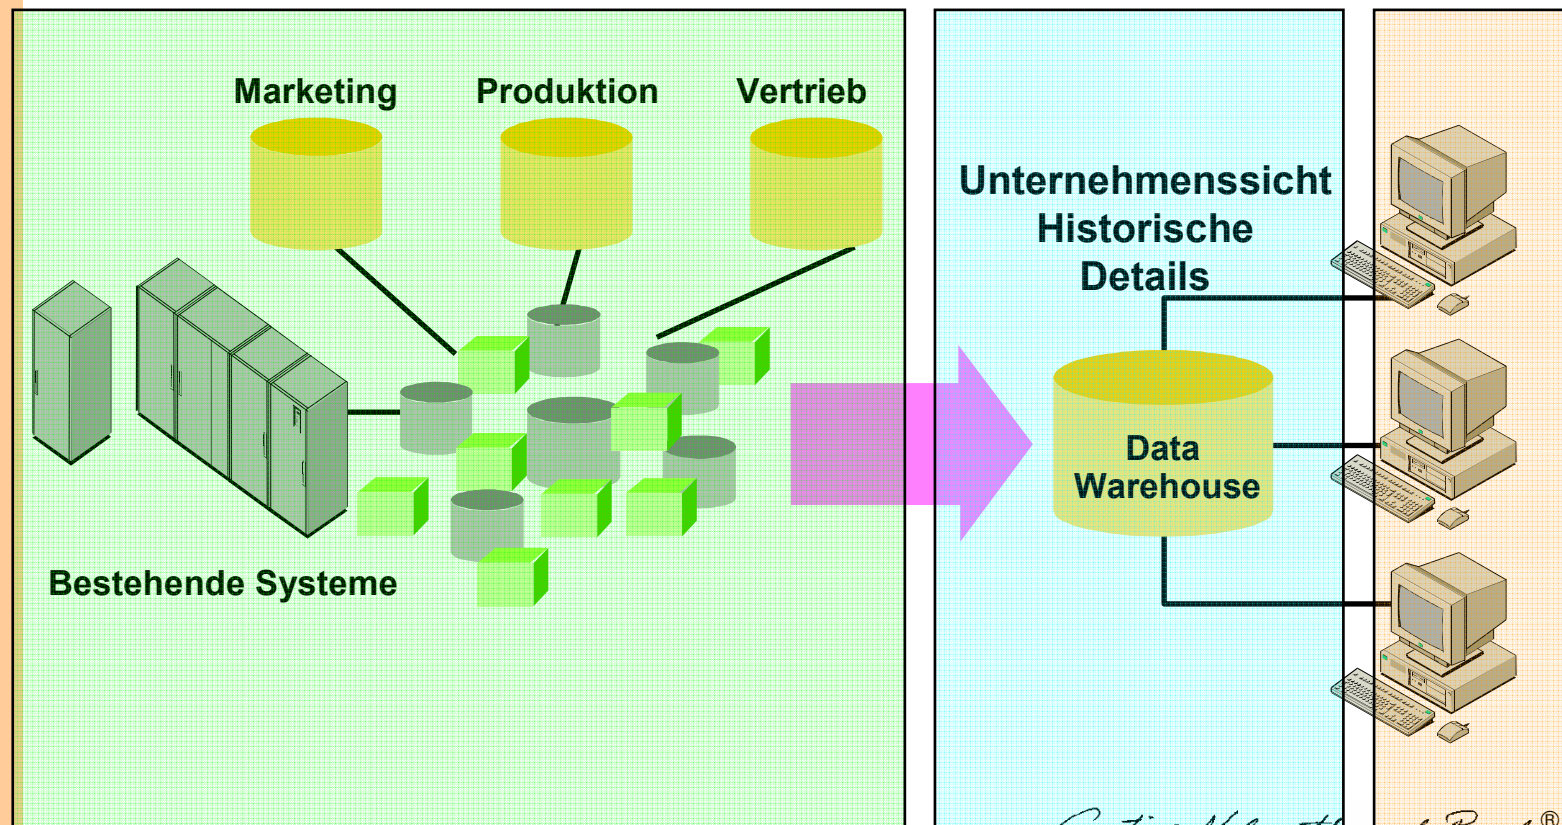 Marketing
Produktion
Vertrieb
Unternehmenssicht
Historische
Details
Data
Warehouse
Bestehende Systeme
®